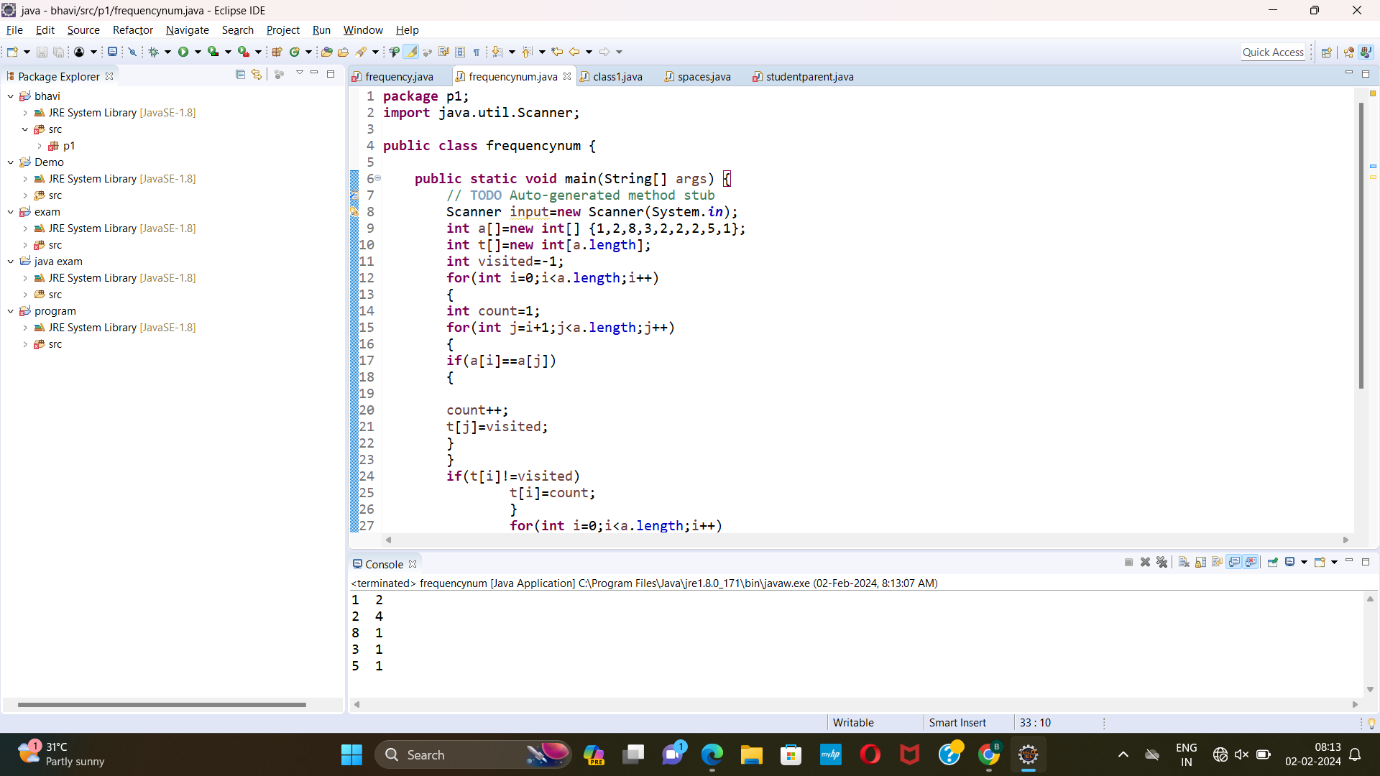 java - bhavi/src/p1/frequencynum.java - Eclipse IDE
File Edit Source Refactor Navigate Search Project Run Window Help
Quick Access
Package Explorer
frequency.java frequencynum.java class1.java spaces.java studentparent.java
bhavi
JRE System Library [JavaSE-1.8]
src
p1
Demo
JRE System Library [JavaSE-1.8]
src
exam
JRE System Library [JavaSE-1.8]
src
java exam
JRE System Library [JavaSE-1.8]
src
program
JRE System Library [JavaSE-1.8]
src
1 package p1;
2 import java.util.Scanner;
3
4 public class frequencynum {
5
6 public static void main(String[] args) {
7 // TODO Auto-generated method stub
8 Scanner input=new Scanner(System.in);
9 int a[]=new int[] {1,2,8,3,2,2,2,5,1};
10 int t[]=new int[a.length];
11 int visited=-1;
12 for(int i=0;i<a.length;i++)
13 {
14 int count=1;
15 for(int j=i+1;j<a.length;j++)
16 {
17 if(a[i]==a[j])
18 {
19
20 count++;
21 t[j]=visited;
22 }
23 }
24 if(t[i]!=visited)
25 t[i]=count;
26 }
27 for(int i=0;i<a.length;i++)
Console
<terminated> frequencynum [Java Application] C:\Program Files\Java\jre1.8.0_171\bin\javaw.exe (02-Feb-2024, 8:13:07 AM)
1 2
2 4
8 1
3 1
5 1
Writable Smart Insert 33 : 10
1
31°C
Partly sunny
Search
PRE
1
myhp
B
ENG
IN
08:13
02-02-2024